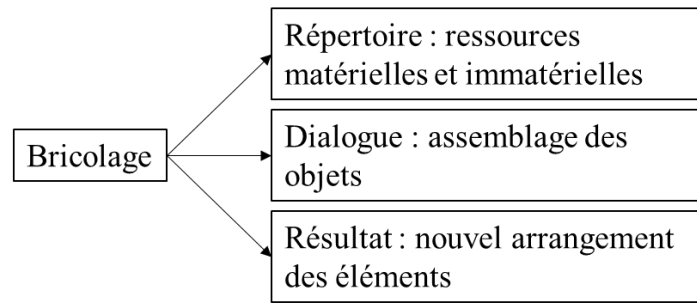 Répertoire : ressources
matérielles et immatérielles
Bricolage
Dialogue : assemblage des
objets
Résultat : nouvel arrangement
des éléments